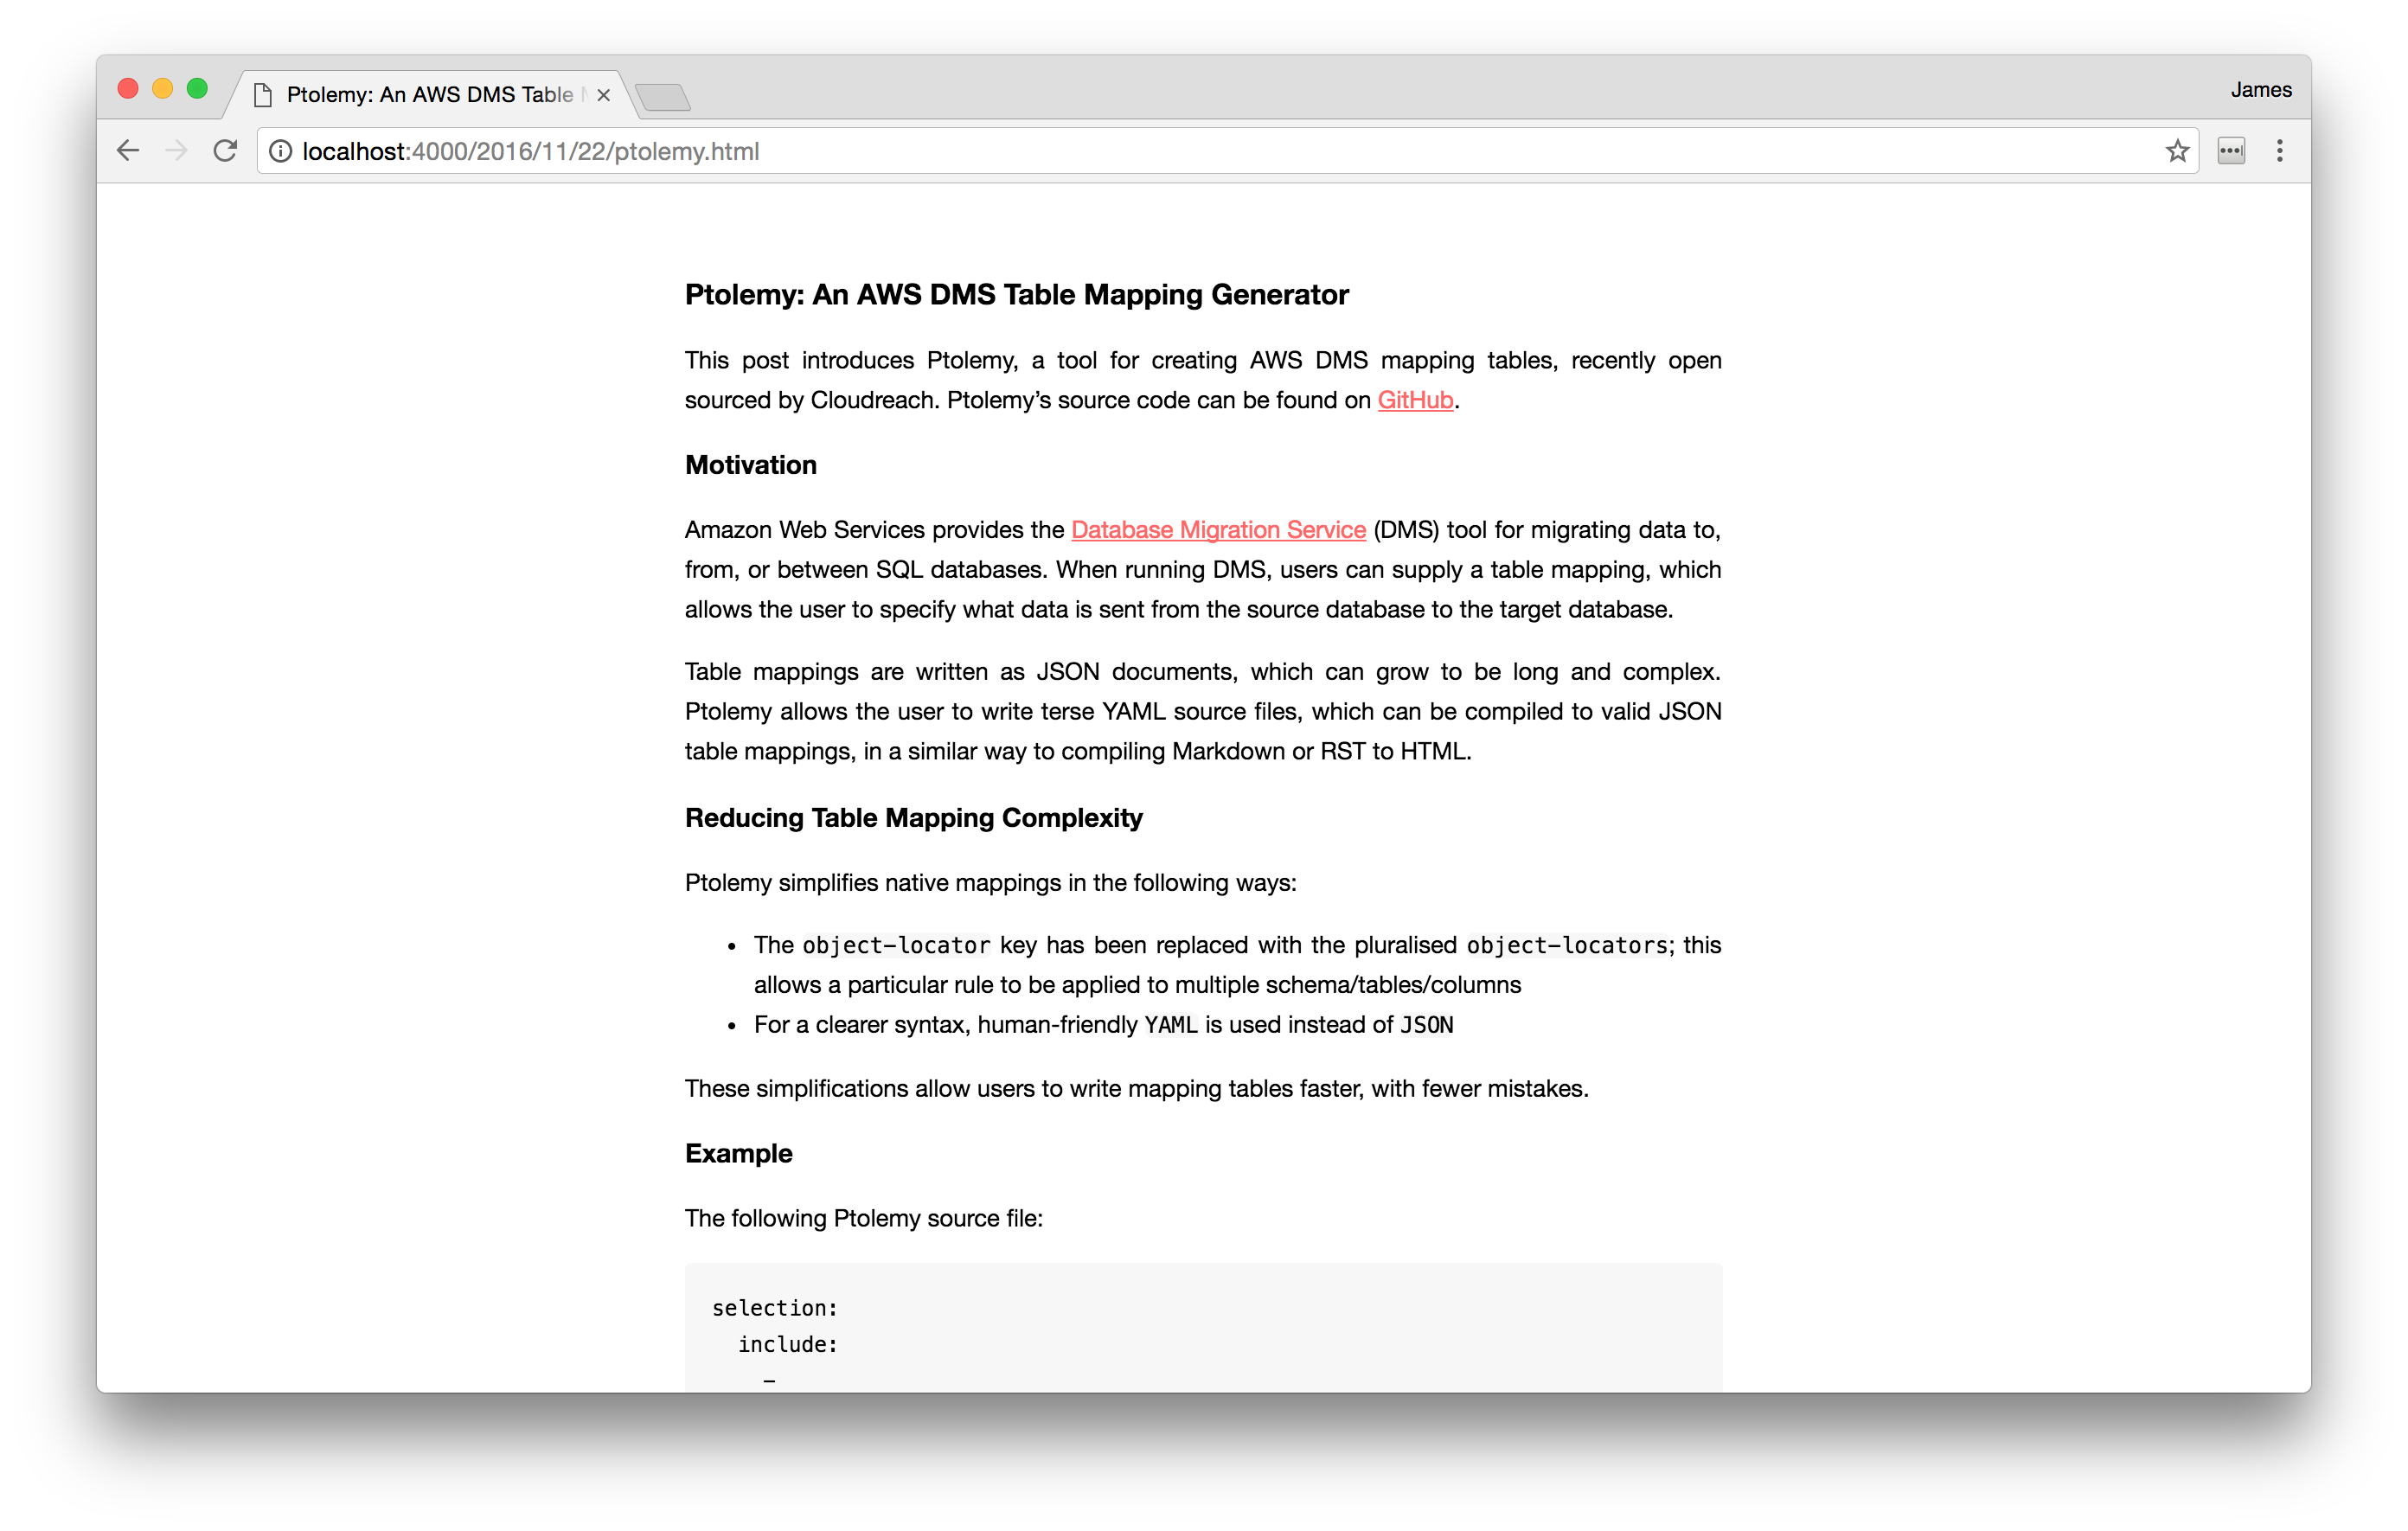 Ptolemy: An AWS DMS Table
James
localhost:4000/2016/11/22/ptolemy.html
Ptolemy: An AWS DMS Table Mapping Generator
This post introduces Ptolemy, a tool for creating AWS DMS mapping tables, recently open
sourced by Cloudreach. Ptolemy’s source code can be found on GitHub.
Motivation
Amazon Web Services provides the Database Migration Service (DMS) tool for migrating data to,
from, or between SQL databases. When running DMS, users can supply a table mapping, which
allows the user to specify what data is sent from the source database to the target database.
Table mappings are written as JSON documents, which can grow to be long and complex.
Ptolemy allows the user to write terse YAML source files, which can be compiled to valid JSON
table mappings, in a similar way to compiling Markdown or RST to HTML.
Reducing Table Mapping Complexity
Ptolemy simplifies native mappings in the following ways:
• The object-locator key has been replaced with the pluralised object-locators; this
allows a particular rule to be applied to multiple schema/tables/columns
• For a clearer syntax, human-friendly YAML is used instead of JSON
These simplifications allow users to write mapping tables faster, with fewer mistakes.
Example
The following Ptolemy source file:
selection:
  include:
    -